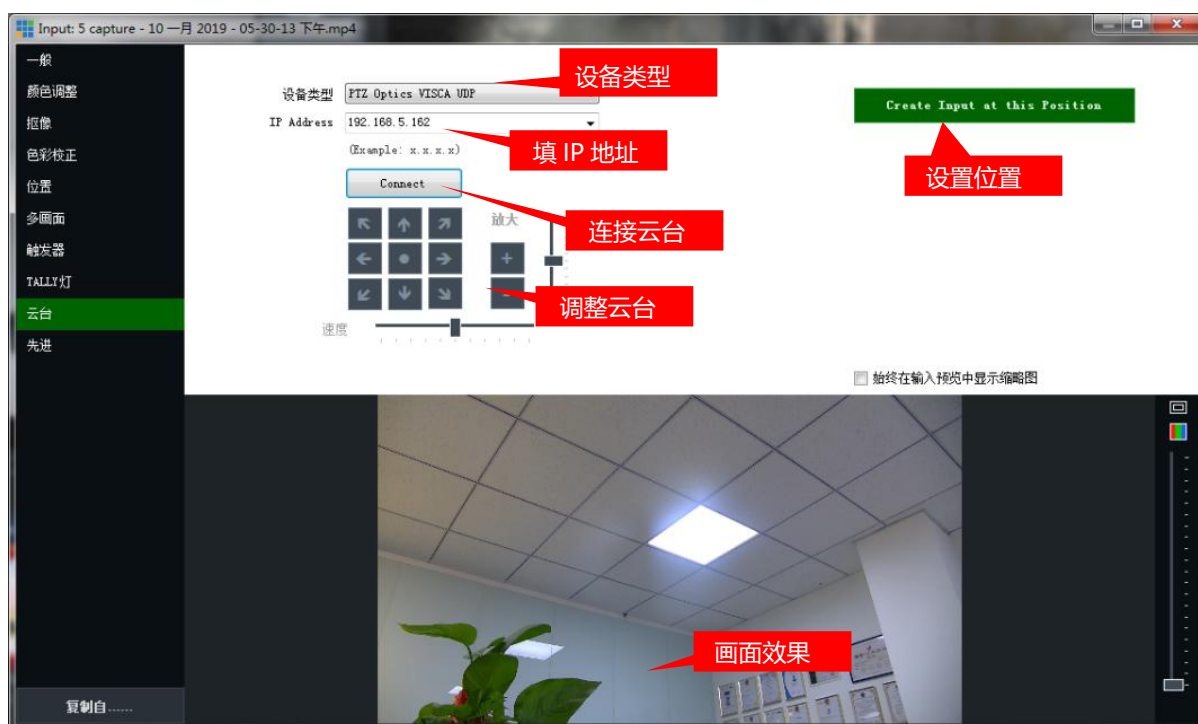 Input: 5 capture - 10 一月 2019 - 05-30-13 下午.mp4
一般
颜色调整
抠像
色彩校正
位置
多画面
触发器
TALLY灯
云台
先进
复制自......
设备类型 PTZ Optics VISCA UDP
设备类型
IP Address 192.168.5.162
填 IP 地址
(Example: x.x.x.x)
Connect
连接云台
放大
调整云台
速度
Create Input at this Position
设置位置
始终在输入预览中显示缩略图
画面效果